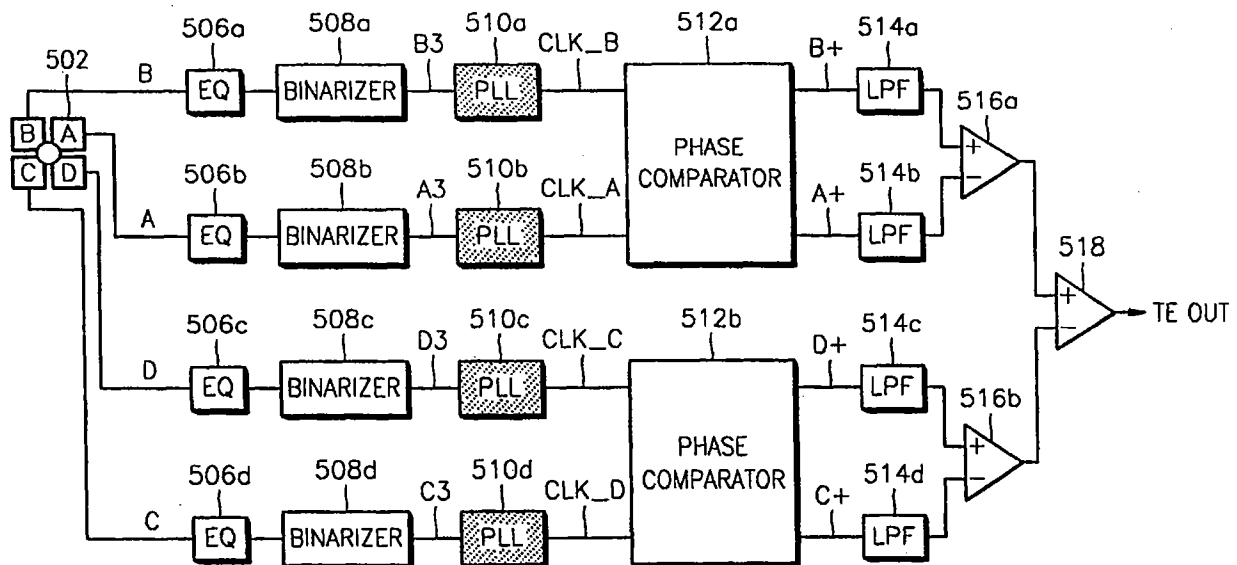 506a 508a 510a 512a 514a
502 B3 CLK_B B+
B EQ BINARIZER PLL LPF 516a
B A + −
C D PHASE COMPARATOR
506b 508b 510b 514b
A3 CLK_A A+
A EQ BINARIZER PLL LPF
518
+ − TE OUT
506c 508c 510c 512b 514c
D3 CLK_C D+
D EQ BINARIZER PLL LPF 516b
+ −
PHASE COMPARATOR
506d 508d 510d 514d
C3 CLK_D C+
C EQ BINARIZER PLL LPF